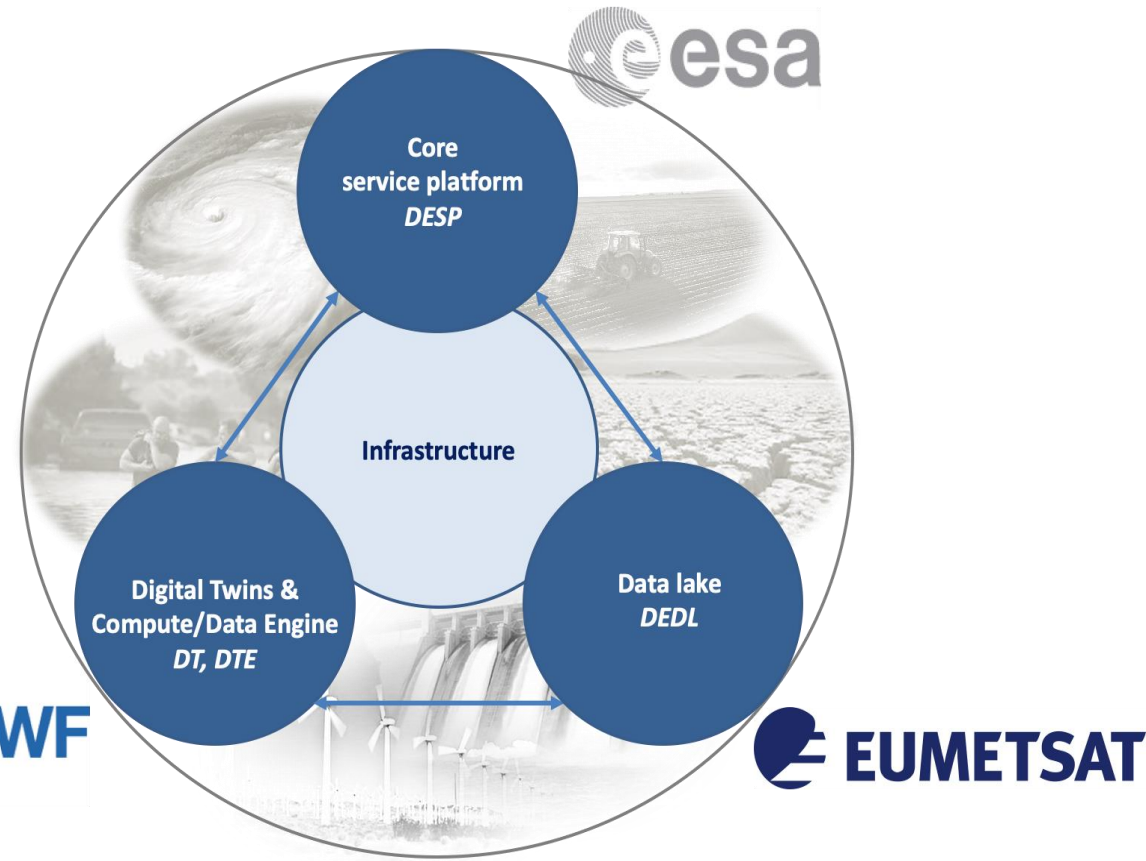 esa
Core
service platform
DESP
Infrastructure
Digital Twins &
Compute/Data Engine
DT, DTE
Data lake
DEDL
WF
EUMETSAT